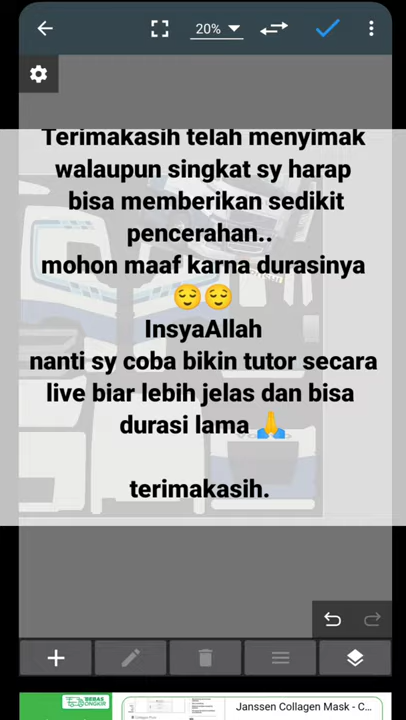 20%
Terimakasih telah menyimak
walaupun singkat sy harap
bisa memberikan sedikit
pencerahan..
mohon maaf karna durasinya
😌😌
InsyaAllah
nanti sy coba bikin tutor secara
live biar lebih jelas dan bisa
durasi lama 🙏
terimakasih.
BEBAS
ONGKIR
Janssen Collagen Mask - C...